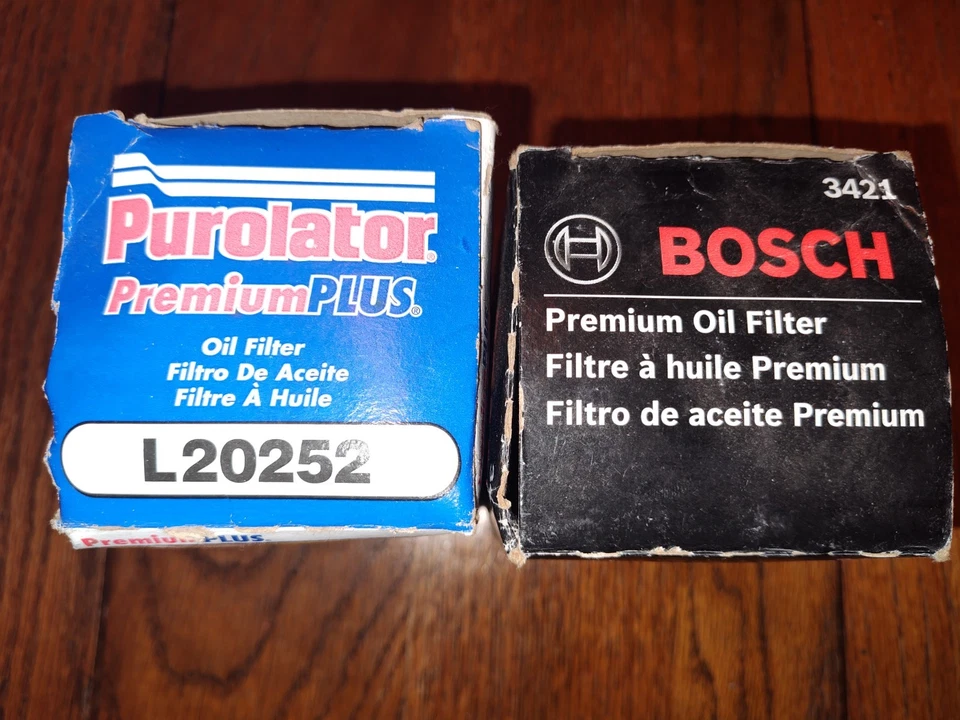 Purolator®
PremiumPLUS®
Oil Filter
Filtro De Aceite
Filtre À Huile
L20252
PremiumPLUS
3421
BOSCH
Premium Oil Filter
Filtre à huile Premium
Filtro de aceite Premium